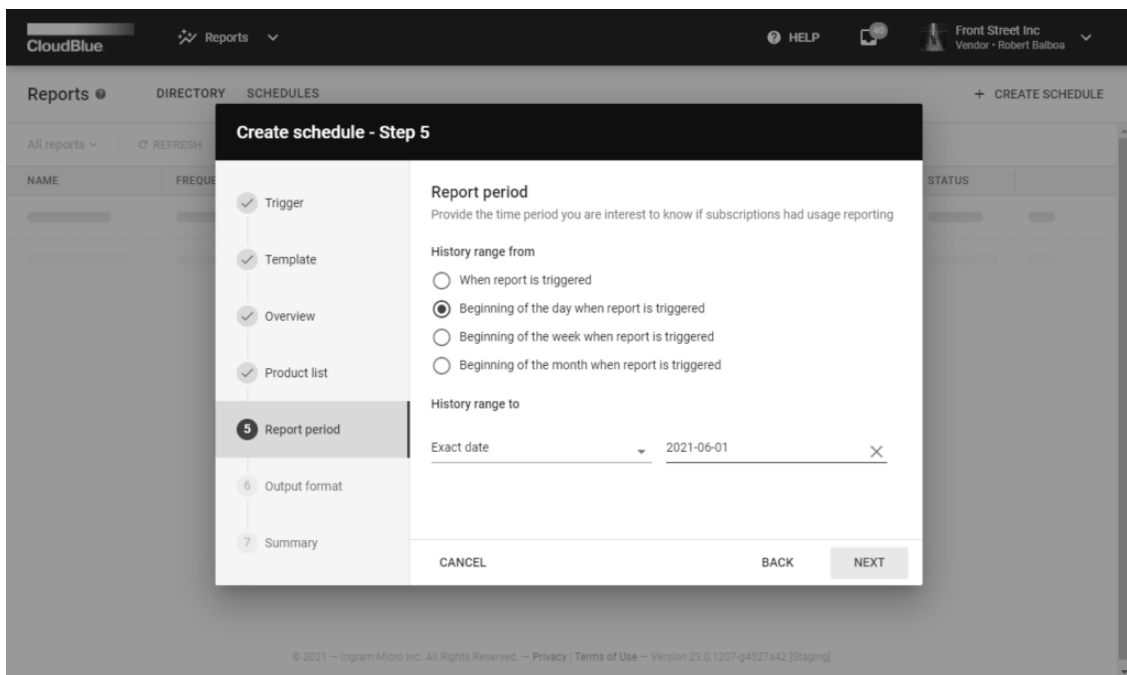 CloudBlue
Reports
HELP
40
Front Street Inc
Vendor • Robert Balboa
Reports
DIRECTORY
SCHEDULES
+ CREATE SCHEDULE
All reports
REFRESH
NAME
FREQUE
STATUS
Create schedule - Step 5
Trigger
Template
Overview
Product list
5 Report period
6 Output format
7 Summary
Report period
Provide the time period you are interest to know if subscriptions had usage reporting
History range from
When report is triggered
Beginning of the day when report is triggered
Beginning of the week when report is triggered
Beginning of the month when report is triggered
History range to
Exact date
2021-06-01
CANCEL
BACK
NEXT
© 2021 — Ingram Micro Inc. All Rights Reserved. — Privacy | Terms of Use — Version 23.0.1207-g4527a42 [Staging]